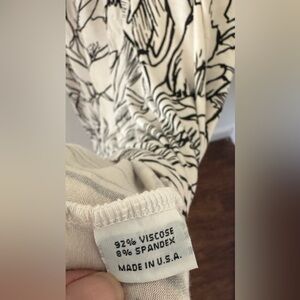 92% VISCOSE
8% SPANDEX
MADE IN U.S.A.